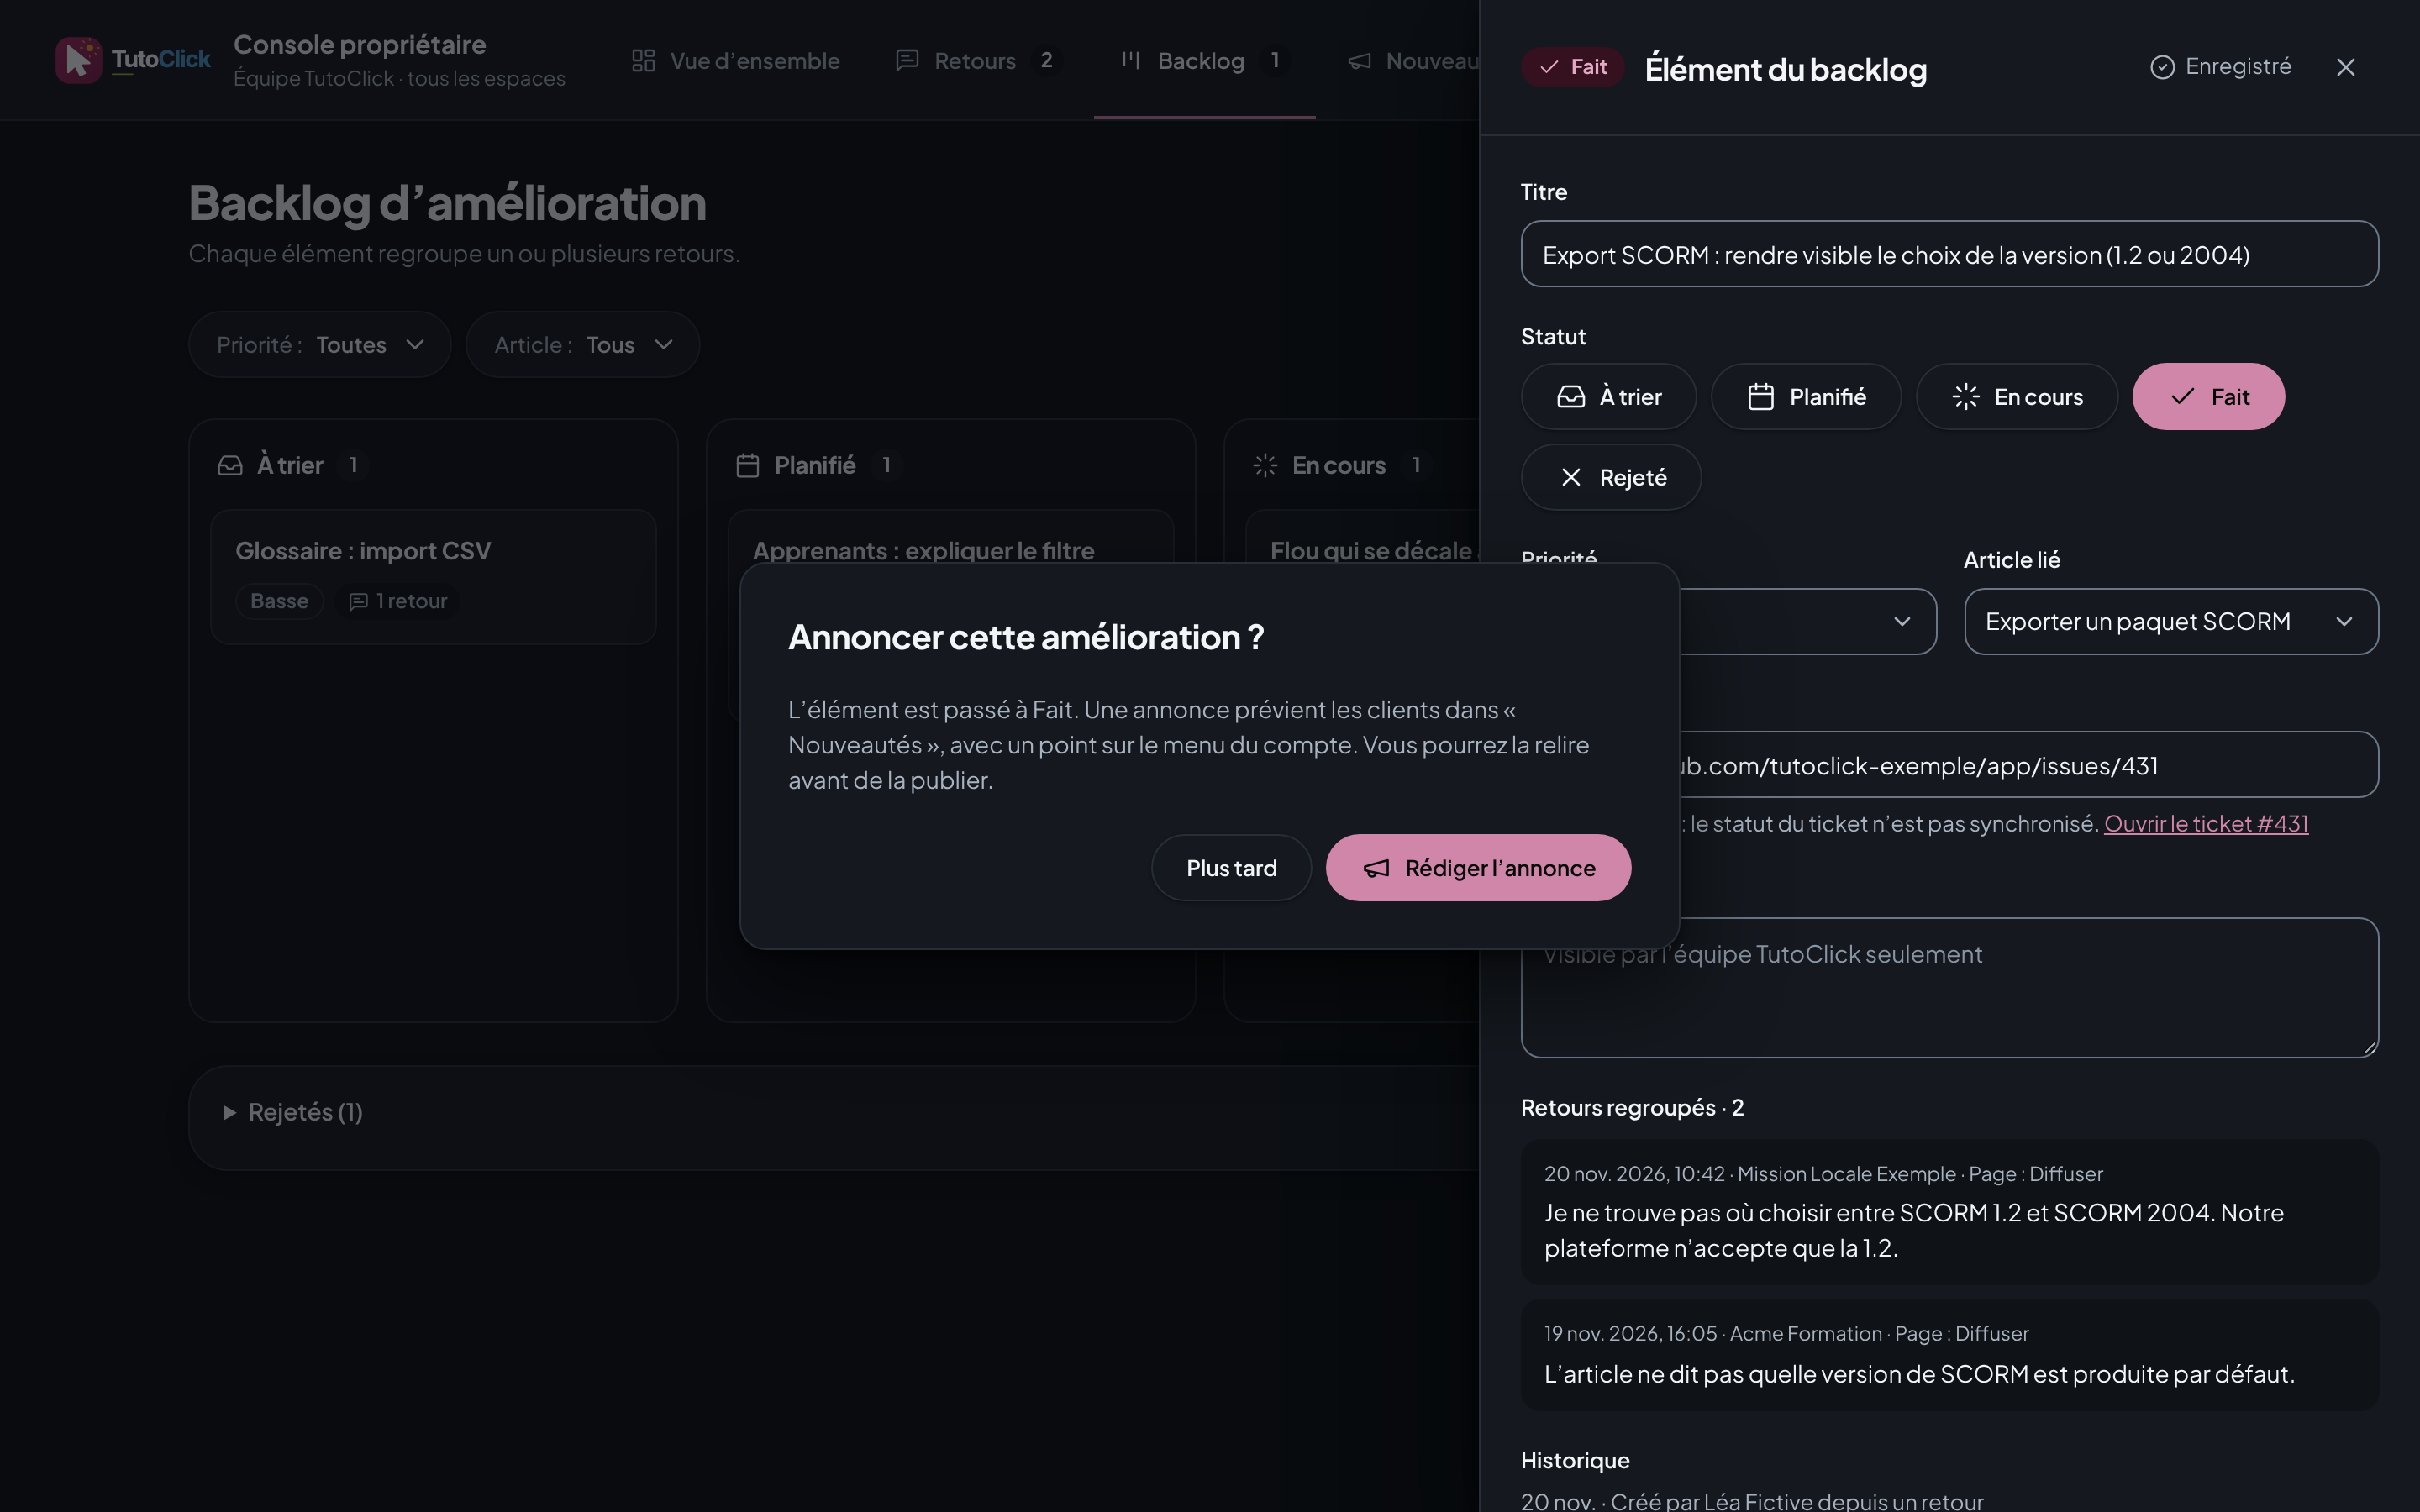 TutoClick
Console propriétaire
Équipe TutoClick · tous les espaces
Vue d’ensemble
Retours 2
Backlog 1
Nouveau
Backlog d’amélioration
Chaque élément regroupe un ou plusieurs retours.
Priorité : Toutes
Article : Tous
À trier 1
Glossaire : import CSV
Basse
1 retour
Planifié 1
Apprenants : expliquer le filtre
En cours 1
Flou qui se décale
Rejetés (1)
Annoncer cette amélioration ?
L’élément est passé à Fait. Une annonce prévient les clients dans «
Nouveautés », avec un point sur le menu du compte. Vous pourrez la relire
avant de la publier.
Plus tard
Rédiger l’annonce
Fait
Élément du backlog
Enregistré
Titre
Export SCORM : rendre visible le choix de la version (1.2 ou 2004)
Statut
À trier
Planifié
En cours
Fait
Rejeté
Priorité
Article lié
Exporter un paquet SCORM
ub.com/tutoclick-exemple/app/issues/431
: le statut du ticket n’est pas synchronisé. Ouvrir le ticket #431
Visible par l’équipe TutoClick seulement
Retours regroupés · 2
20 nov. 2026, 10:42 · Mission Locale Exemple · Page : Diffuser
Je ne trouve pas où choisir entre SCORM 1.2 et SCORM 2004. Notre
plateforme n’accepte que la 1.2.
19 nov. 2026, 16:05 · Acme Formation · Page : Diffuser
L’article ne dit pas quelle version de SCORM est produite par défaut.
Historique
20 nov. · Créé par Léa Fictive depuis un retour